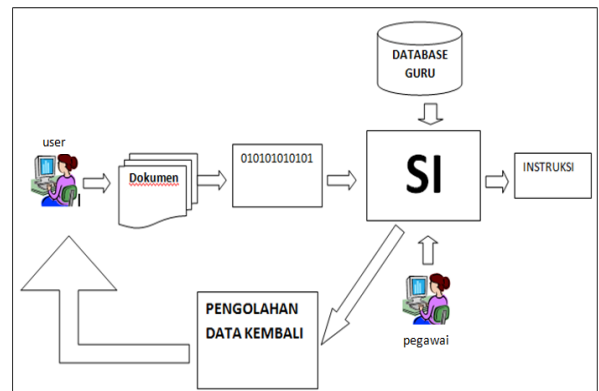 DATABASE
GURU
user
Dokumen
010101010101
SI
INSTRUKSI
PENGOLAHAN
DATA KEMBALI
pegawai